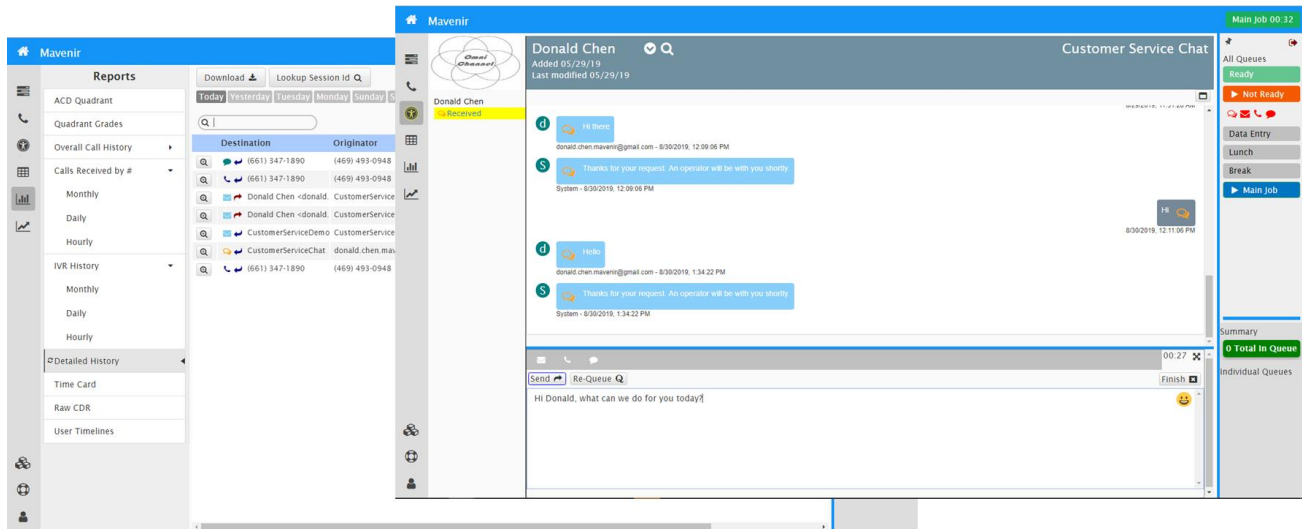 Mavenir
Reports
ACD Quadrant
Quadrant Grades
Overall Call History
Calls Received by #
Monthly
Daily
Hourly
IVR History
Monthly
Daily
Hourly
Detailed History
Time Card
Raw CDR
User Timelines
Download
Lookup Session Id
Today Yesterday Tuesday Monday Sunday S
Destination Originator
(661) 347-1890 (469) 493-0948
(661) 347-1890 (469) 493-0948
Donald Chen <donald. CustomerService
Donald Chen <donald. CustomerService
CustomerServiceDemo CustomerService
CustomerServiceChat donald.chen.mav
(661) 347-1890 (469) 493-0948
Mavenir
Main Job 00:32
Omni
Channel
Donald Chen
Received
Donald Chen
Added 05/29/19
Last modified 05/29/19
Customer Service Chat
d
Hi there
donald.chen.mavenir@gmail.com - 8/30/2019, 12:09:06 PM
S
Thanks for your request. An operator will be with you shortly
System - 8/30/2019, 12:09:06 PM
Hi
8/30/2019, 12:11:06 PM
d
Hello
donald.chen.mavenir@gmail.com - 8/30/2019, 1:34:22 PM
S
Thanks for your request. An operator will be with you shortly
System - 8/30/2019, 1:34:22 PM
00:27
Send
Re-Queue
Finish
Hi Donald, what can we do for you today?
All Queues
Ready
Not Ready
Data Entry
Lunch
Break
Main Job
Summary
0 Total In Queue
Individual Queues